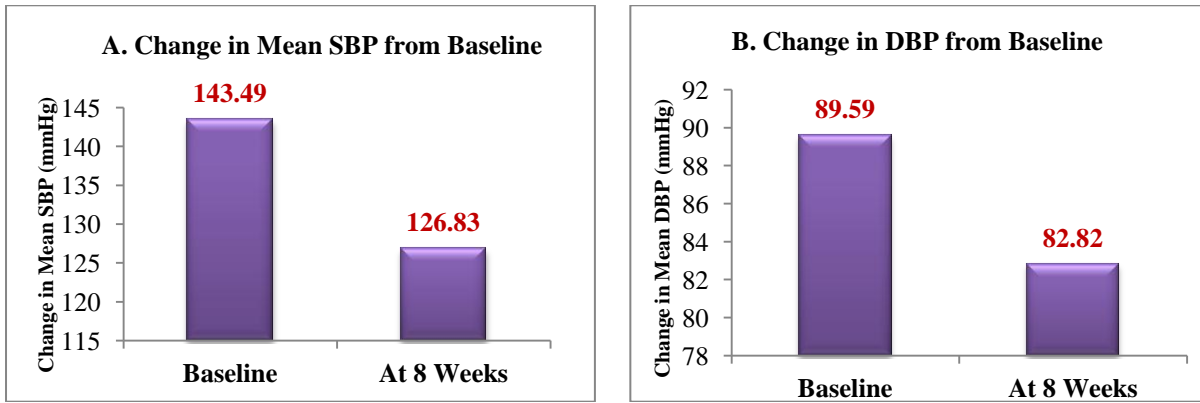 A. Change in Mean SBP from Baseline
Change in Mean SBP (mmHg)
145
140
135
130
125
120
115
143.49
126.83
Baseline
At 8 Weeks
B. Change in DBP from Baseline
Change in Mean DBP (mmHg)
92
90
88
86
84
82
80
78
89.59
82.82
Baseline
At 8 Weeks